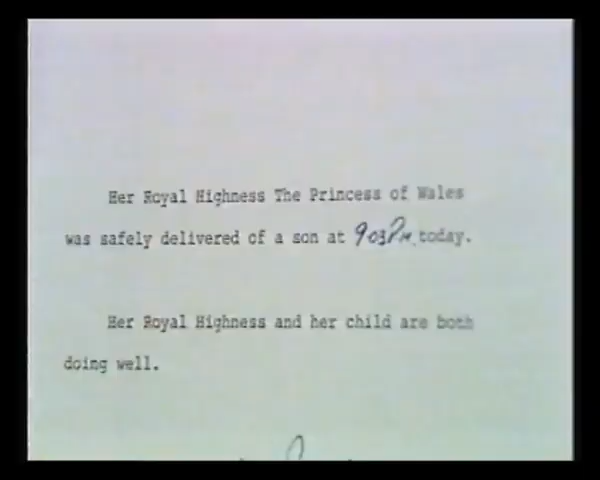 Her Royal Highness The Princess of Wales
was safely delivered of a son at 9.03PM. today.
Her Royal Highness and her child are both
doing well.